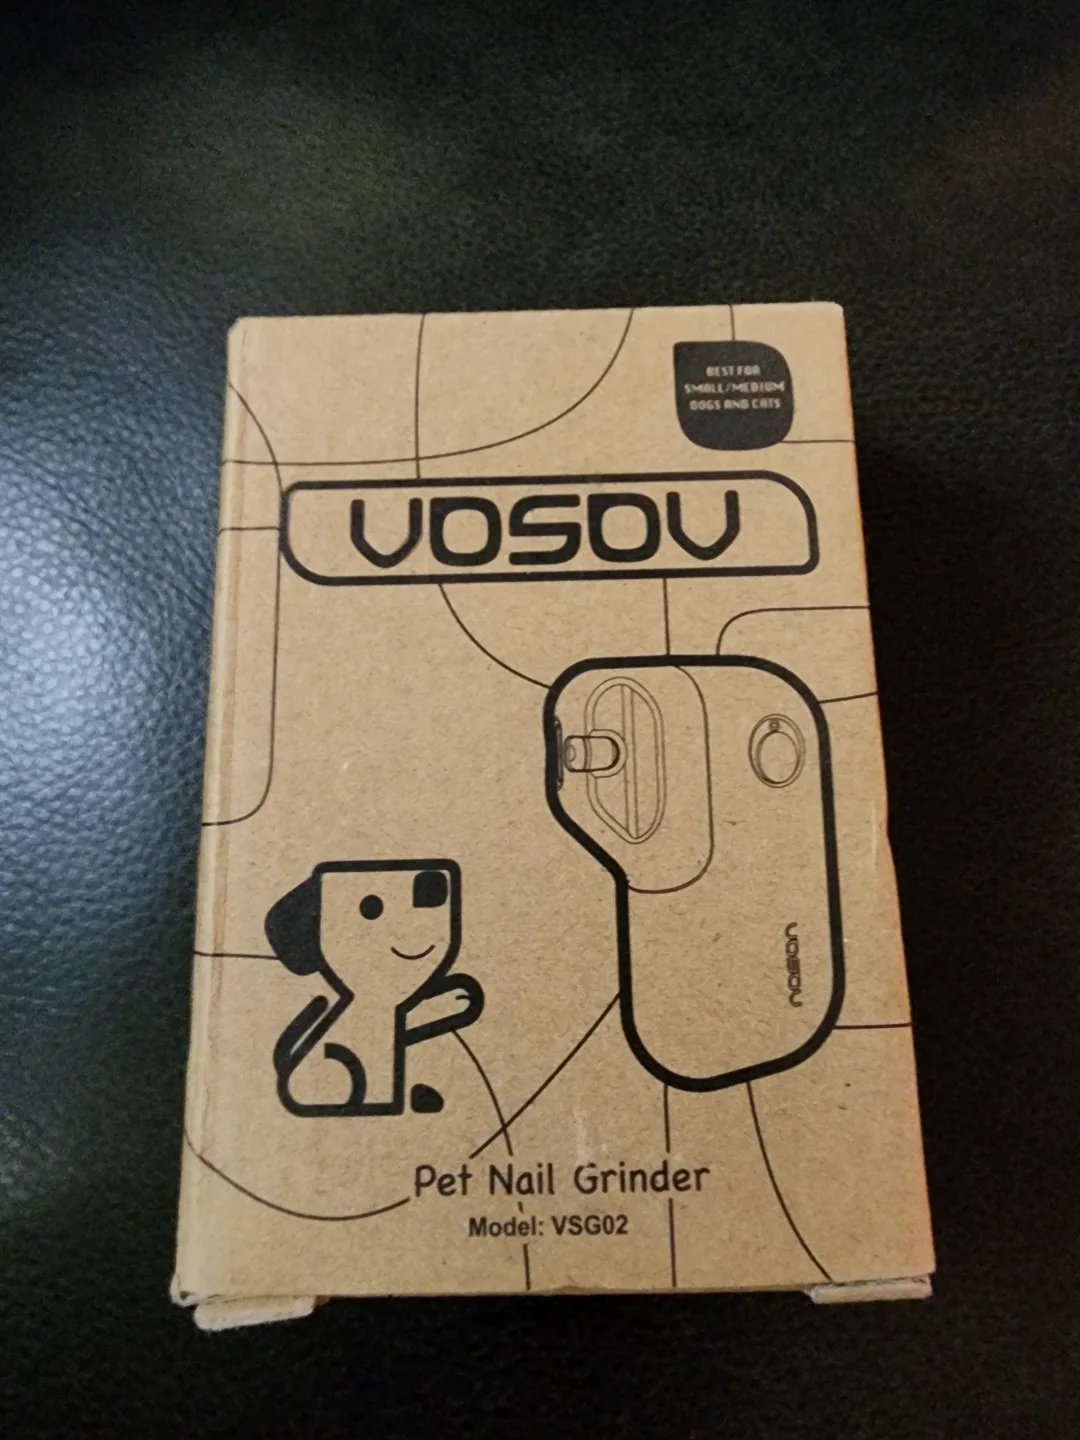 BEST FOR
SMALL/MEDIUM
DOGS AND CATS
VOSOV
VOSOV
Pet Nail Grinder
Model: VSG02